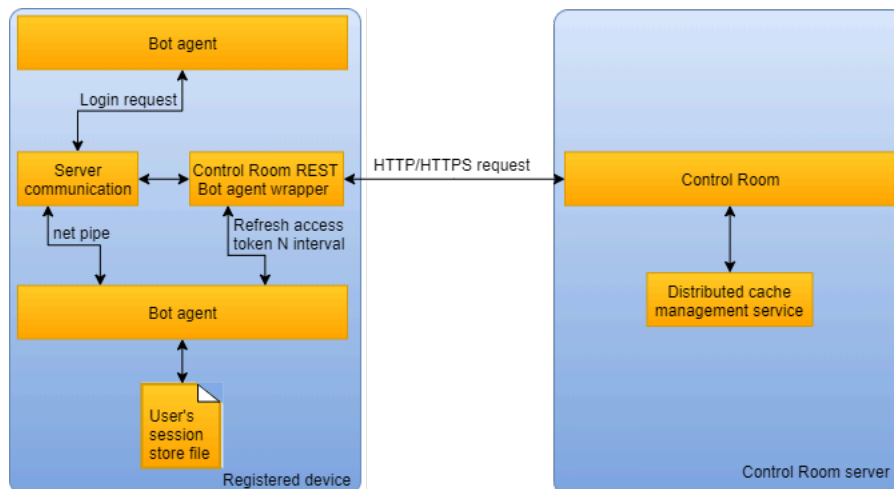 Bot agent
Login request
Server
communication
Control Room REST
Bot agent wrapper
HTTP/HTTPS request
Control Room
net pipe
Refresh access
token N interval
Distributed cache
management service
Bot agent
User's
session
store file
Registered device
Control Room server